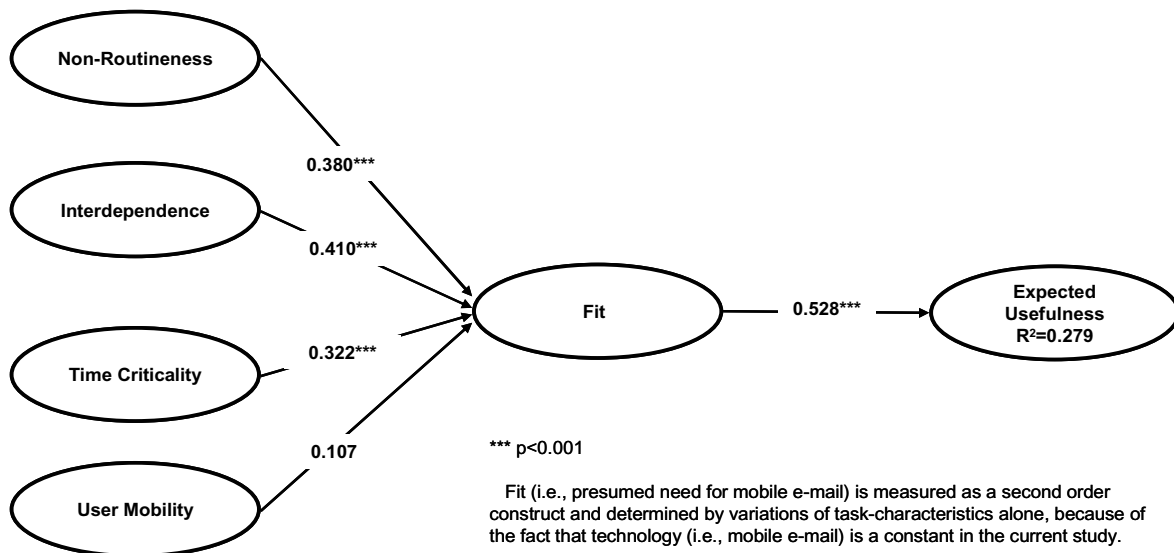 Non-Routineness
0.380***
Interdependence
0.410***
Fit
0.528***
Expected
Usefulness
R²=0.279
Time Criticality
0.322***
User Mobility
0.107
*** p<0.001
Fit (i.e., presumed need for mobile e-mail) is measured as a second order
construct and determined by variations of task-characteristics alone, because of
the fact that technology (i.e., mobile e-mail) is a constant in the current study.